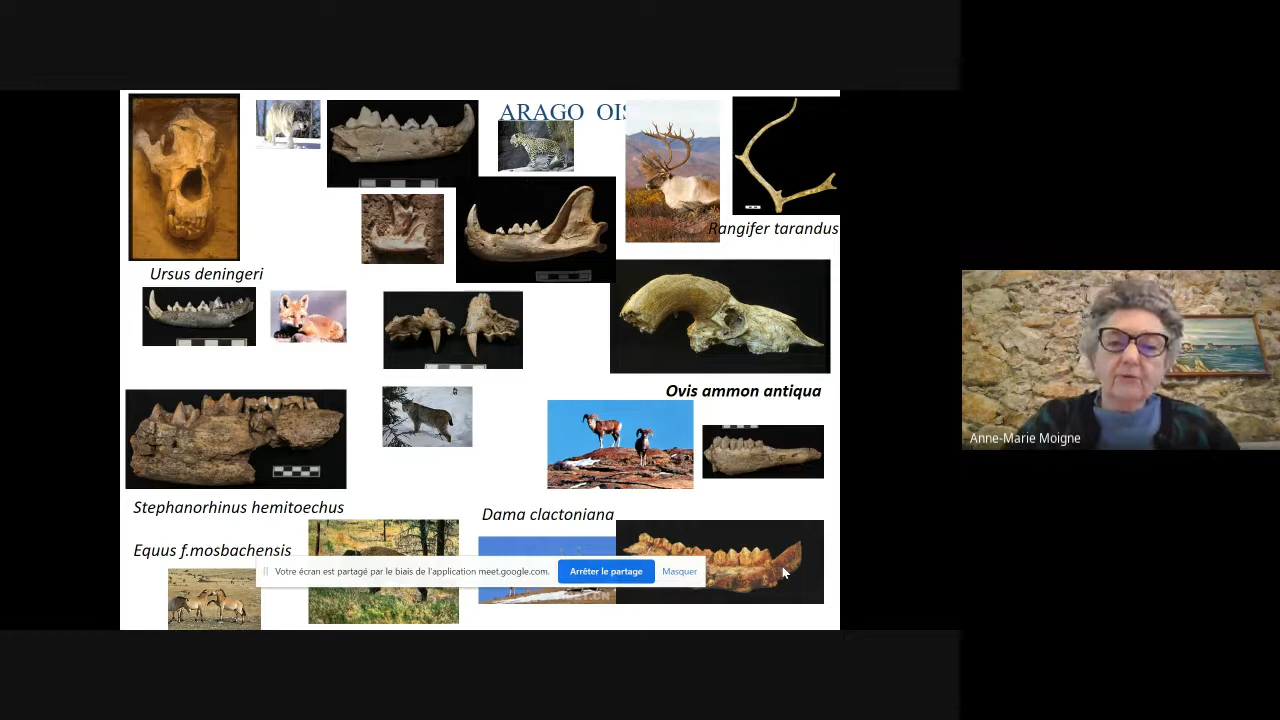 ARAGO OIS
Rangifer tarandus
Ursus deningeri
Ovis ammon antiqua
Stephanorhinus hemitoechus
Dama clactoniana
Equus f.mosbachensis
Votre écran est partagé par le biais de l'application meet.google.com.
Arrêter le partage
Masquer
Anne-Marie Moigne